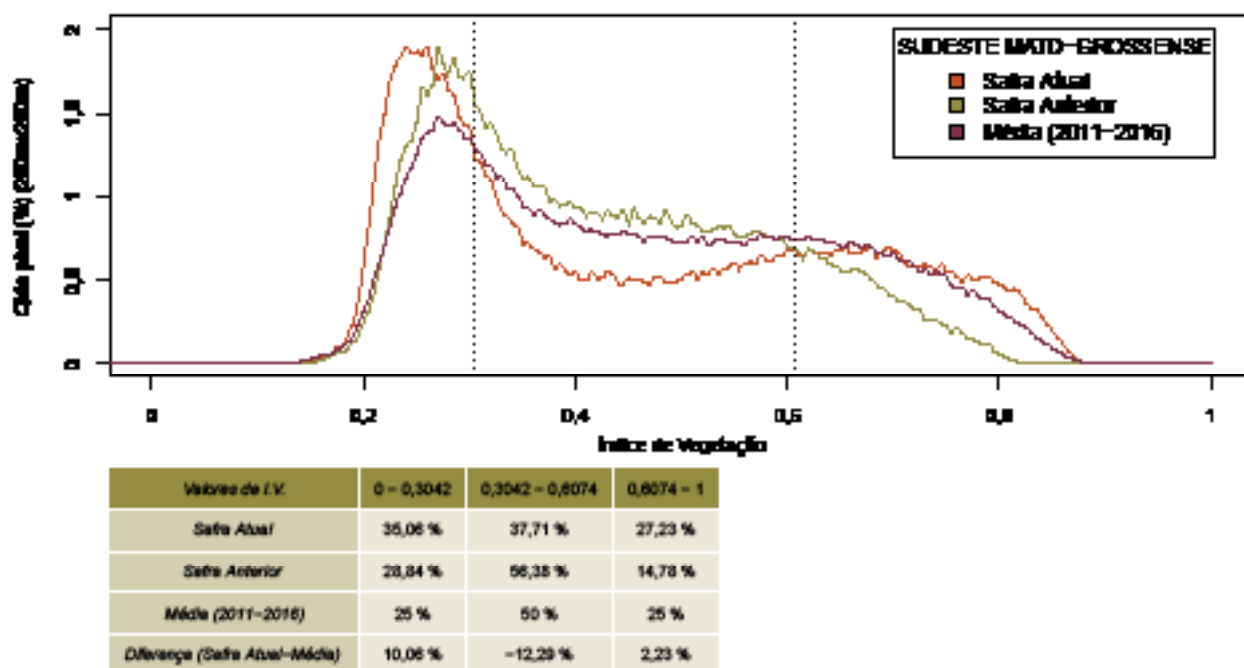 SUDESTE MATO-GROSSENSE
Safra Atual
Safra Anterior
Média (2011-2016)
Qtde pixel (%) (250mx250m)
2
1,5
1
0,5
0
0
0,2
0,4
0,6
0,8
1
Índice de Vegetação
Valores de I.V. 0 - 0,3042 0,3042 - 0,6074 0,6074 - 1
Safra Atual 35,06 % 37,71 % 27,23 %
Safra Anterior 28,84 % 56,38 % 14,78 %
Média (2011-2016) 25 % 50 % 25 %
Diferença (Safra Atual-Média) 10,06 % -12,29 % 2,23 %